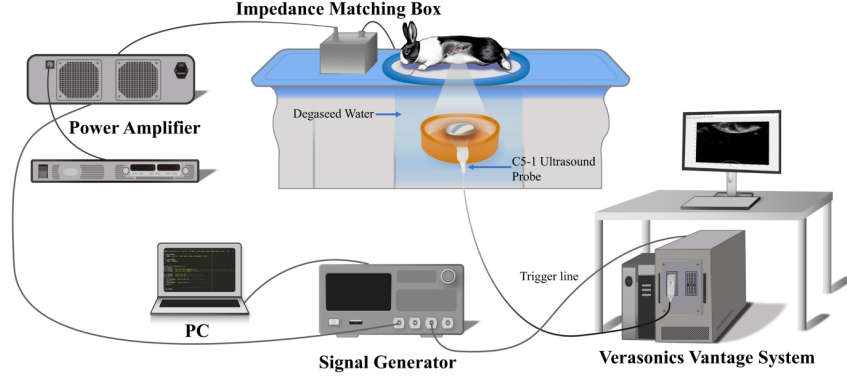 Impedance Matching Box
Power Amplifier
Degaseed Water
C5-1 Ultrasound
Probe
Trigger line
PC
Signal Generator
Verasonics Vantage System